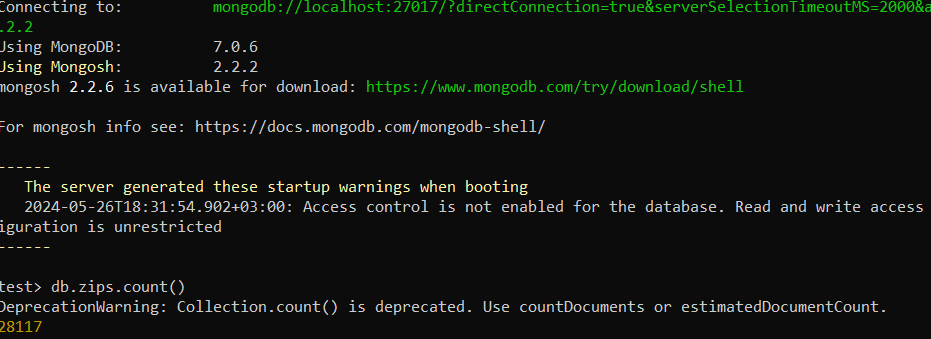 Connecting to: mongodb://localhost:27017/?directConnection=true&serverSelectionTimeoutMS=2000&a
.2.2
Using MongoDB: 7.0.6
Using Mongosh: 2.2.2
mongosh 2.2.6 is available for download: https://www.mongodb.com/try/download/shell
For mongosh info see: https://docs.mongodb.com/mongodb-shell/
------
The server generated these startup warnings when booting
2024-05-26T18:31:54.902+03:00: Access control is not enabled for the database. Read and write access
iguration is unrestricted
------
test> db.zips.count()
DeprecationWarning: Collection.count() is deprecated. Use countDocuments or estimatedDocumentCount.
28117